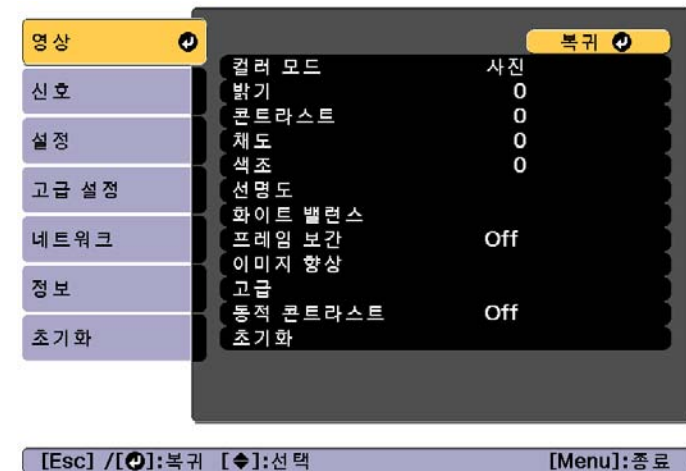 영상
신호
설정
고급 설정
네트워크
정보
초기화
복귀
컬러 모드 사진
밝기 0
콘트라스트 0
채도 0
색조 0
선명도
화이트 밸런스
프레임 보간 Off
이미지 향상
고급
동적 콘트라스트 Off
초기화
[Esc] /[⏎]:복귀 [◆]:선택 [Menu]:종료